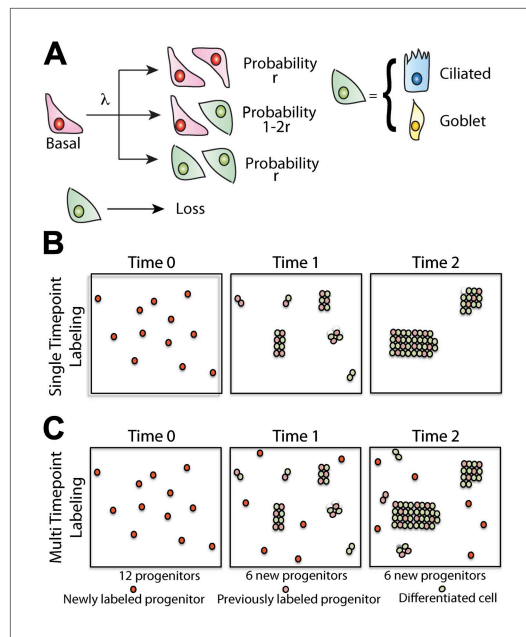 A
λ
Basal
Probability
r
Probability
1-2r
Probability
r
=
{
Ciliated
Goblet
Loss
B
Single Timepoint
Labeling
Time 0
Time 1
Time 2
C
Multi Timepoint
Labeling
Time 0
Time 1
Time 2
12 progenitors
6 new progenitors
6 new progenitors
Newly labeled progenitor
Previously labeled progenitor
Differentiated cell